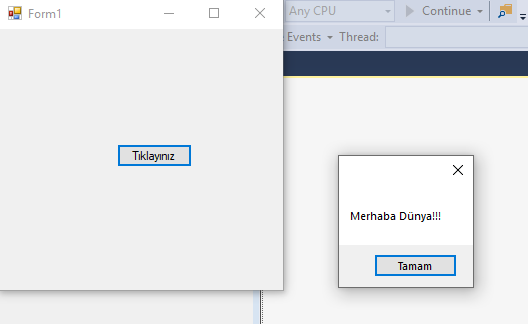 Form1
Any CPU
Continue
Events
Thread:
Tıklayınız
Merhaba Dünya!!!
Tamam